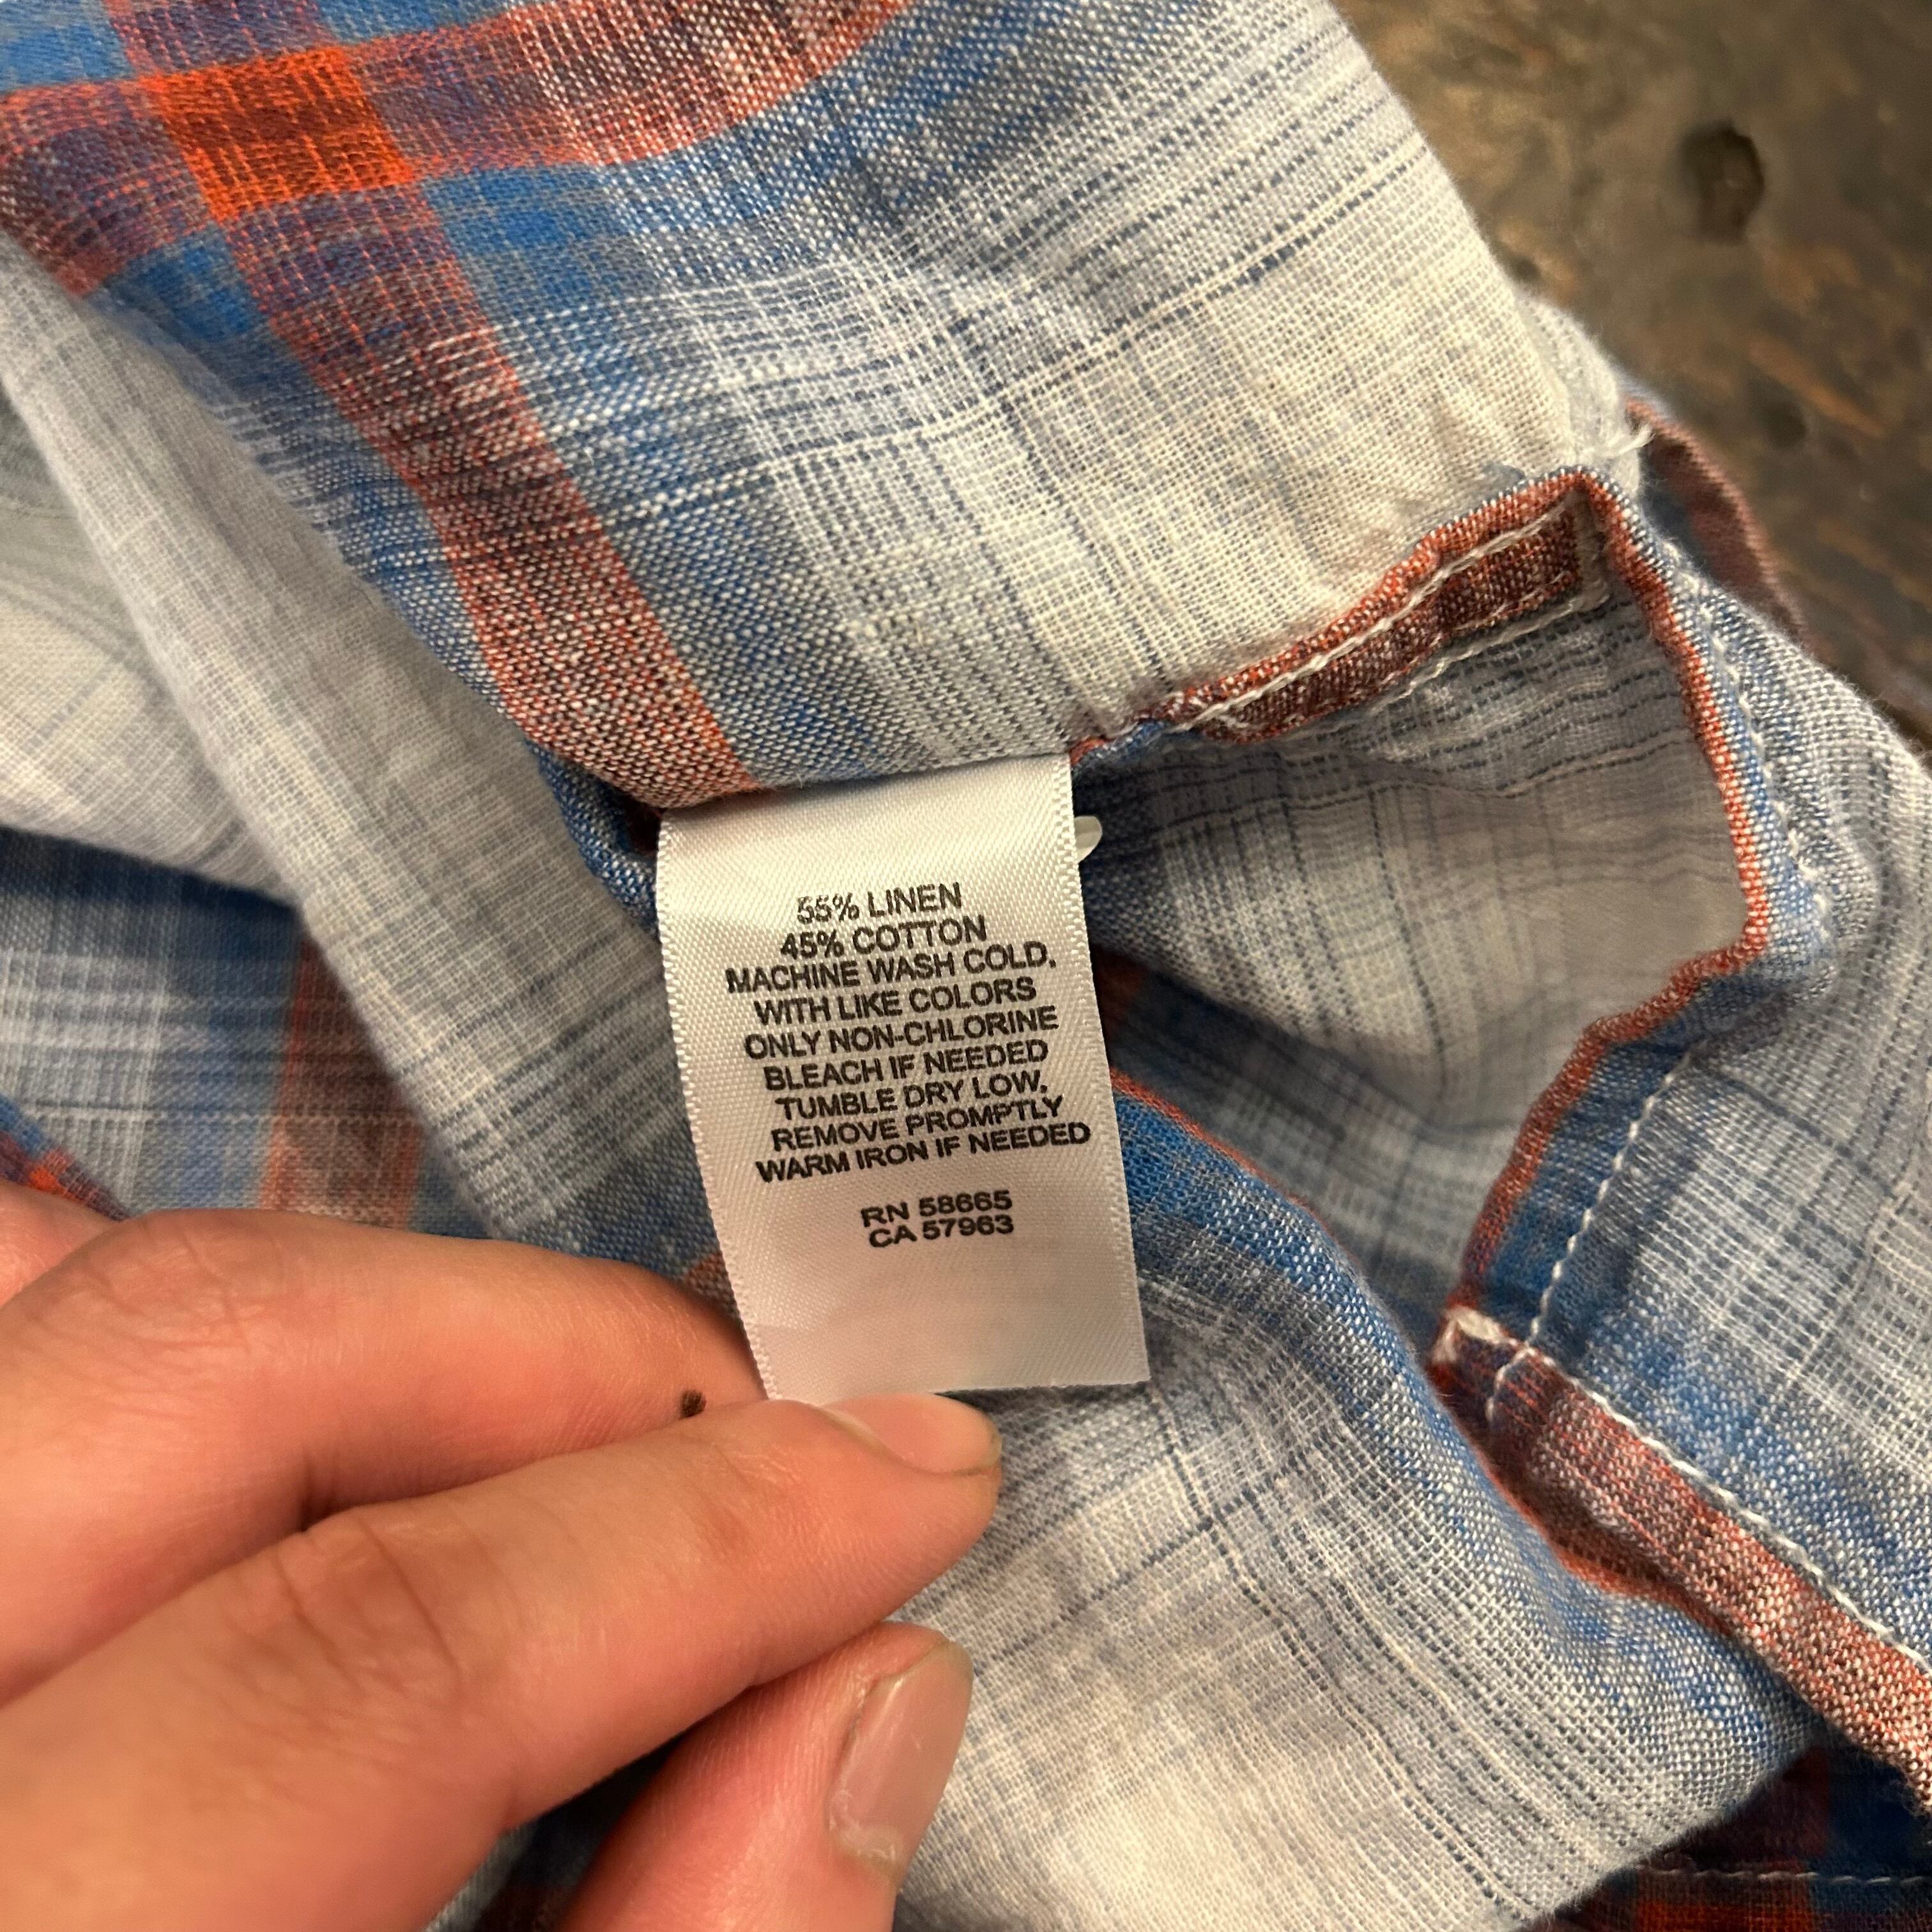 55% LINEN
45% COTTON
MACHINE WASH COLD,
WITH LIKE COLORS
ONLY NON-CHLORINE
BLEACH IF NEEDED
TUMBLE DRY LOW,
REMOVE PROMPTLY
WARM IRON IF NEEDED
RN 58665
CA 57963